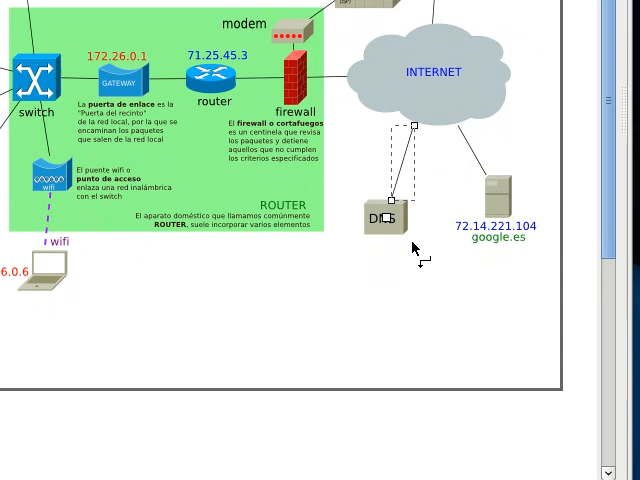 modem
172.26.0.1
71.25.45.3
INTERNET
GATEWAY
switch
router
firewall
La puerta de enlace es la
"Puerta del recinto"
de la red local, por la que se
encaminan los paquetes
que salen de la red local
El firewall o cortafuegos
es un centinela que revisa
los paquetes y detiene
aquellos que no cumplen
los criterios especificados
El puente wifi o
punto de acceso
enlaza una red inalámbrica
con el switch
wifi
ROUTER
El aparato doméstico que llamamos comúnmente
ROUTER, suele incorporar varios elementos
DNS
72.14.221.104
google.es
wifi
6.0.6